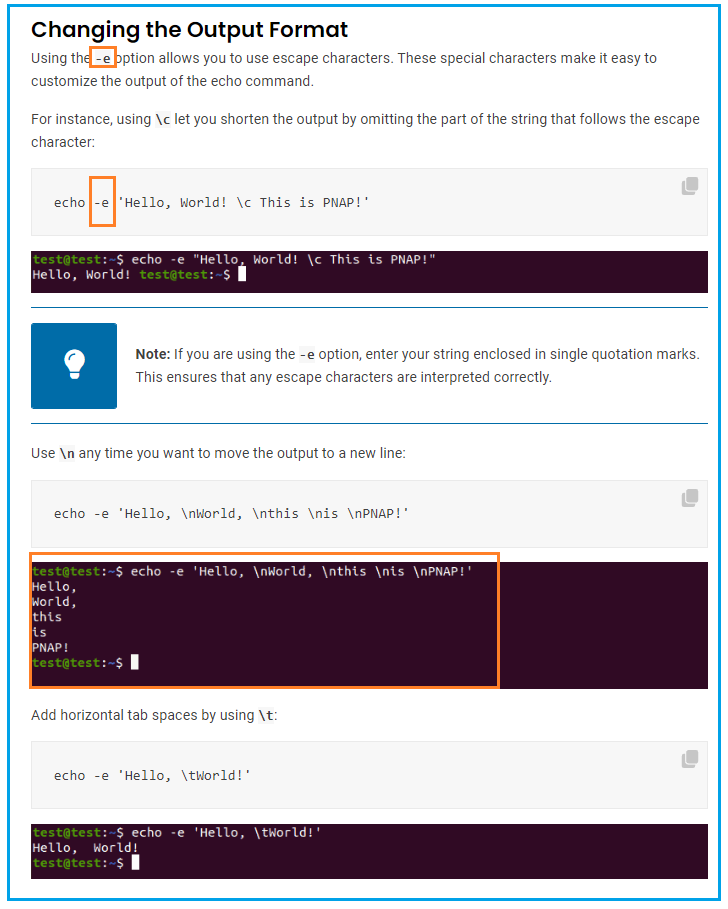 Changing the Output Format
Using the -e option allows you to use escape characters. These special characters make it easy to
customize the output of the echo command.
For instance, using \c let you shorten the output by omitting the part of the string that follows the escape
character:
echo -e 'Hello, World! \c This is PNAP!'
test@test:~$ echo -e "Hello, World! \c This is PNAP!"
Hello, World! test@test:~$
Note: If you are using the -e option, enter your string enclosed in single quotation marks.
This ensures that any escape characters are interpreted correctly.
Use \n any time you want to move the output to a new line:
echo -e 'Hello, \nWorld, \nthis \nis \nPNAP!'
test@test:~$ echo -e 'Hello, \nWorld, \nthis \nis \nPNAP!'
Hello,
World,
this
is
PNAP!
test@test:~$
Add horizontal tab spaces by using \t:
echo -e 'Hello, \tWorld!'
test@test:~$ echo -e 'Hello, \tWorld!'
Hello,  World!
test@test:~$